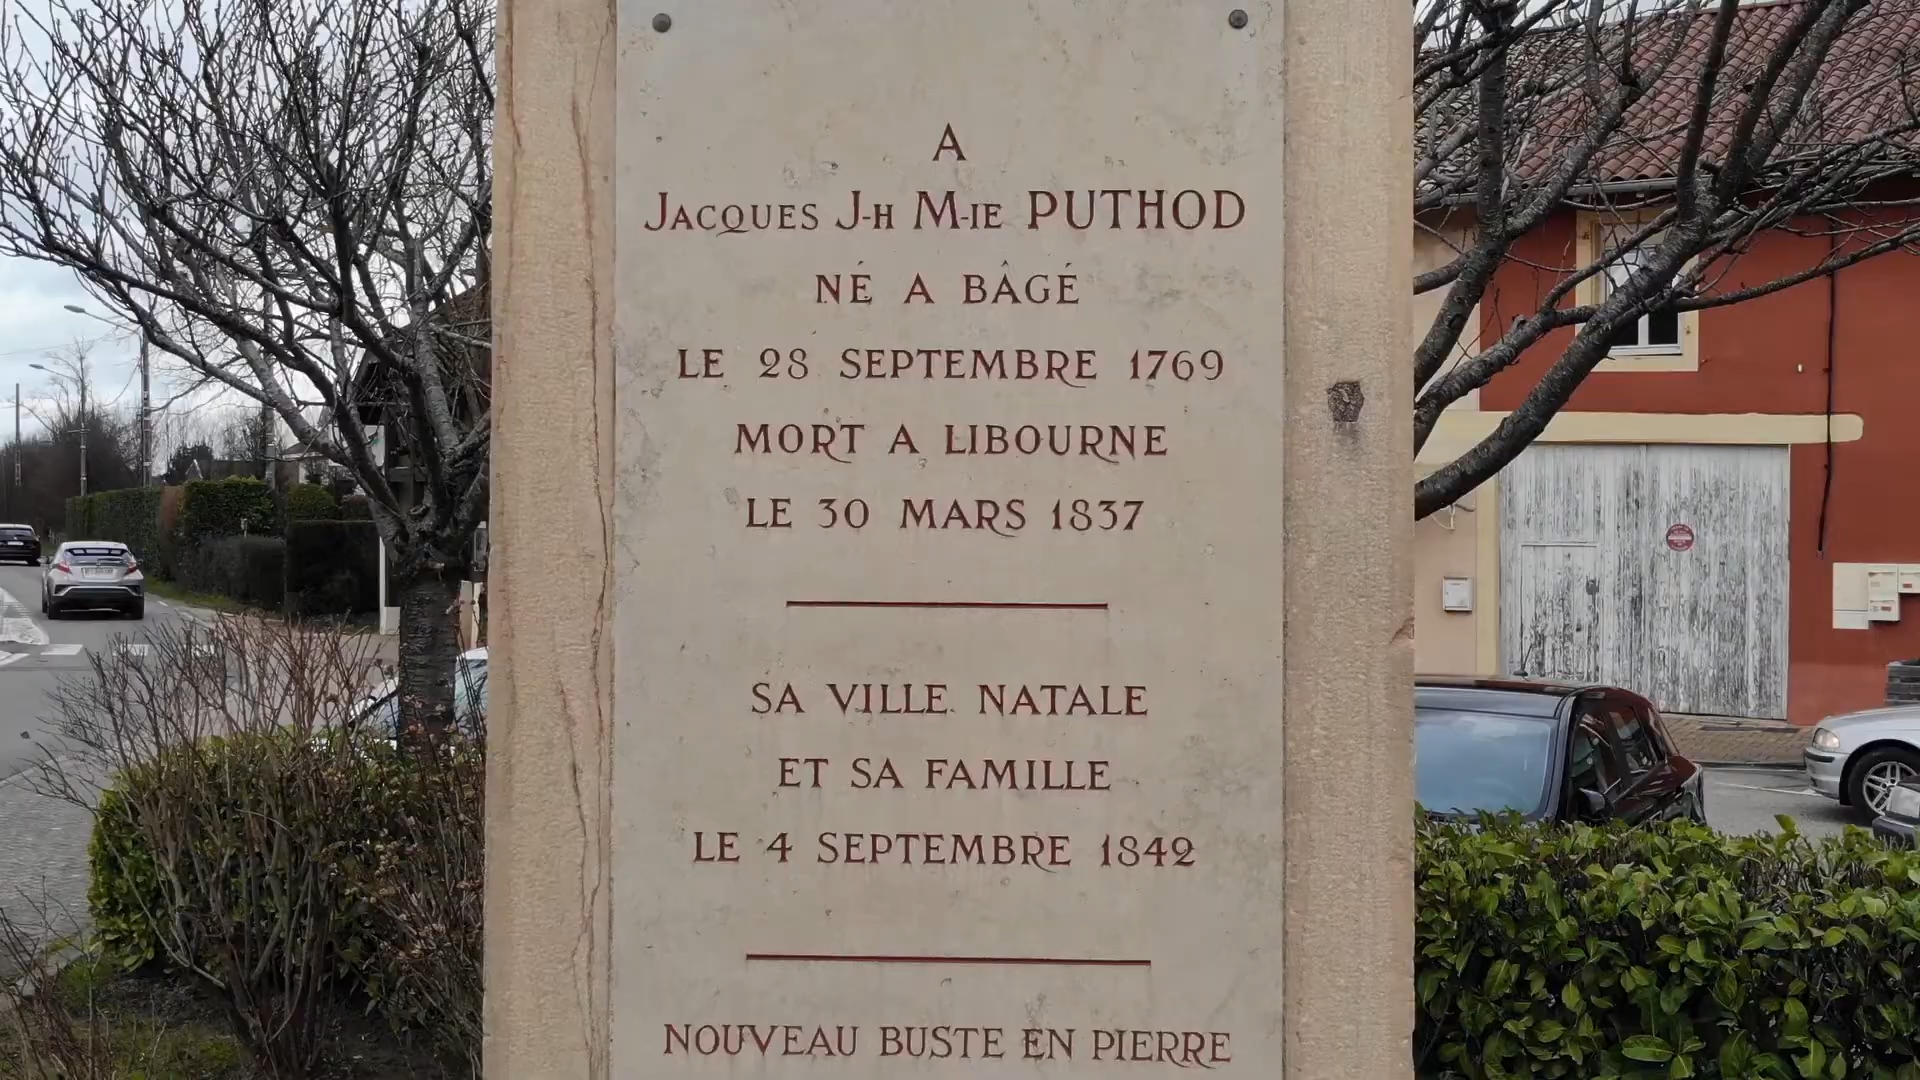 A
JACQUES J-H M-IE PUTHOD
NÉ A BÂGÉ
LE 28 SEPTEMBRE 1769
MORT A LIBOURNE
LE 30 MARS 1837
SA VILLE NATALE
ET SA FAMILLE
LE 4 SEPTEMBRE 1842
NOUVEAU BUSTE EN PIERRE